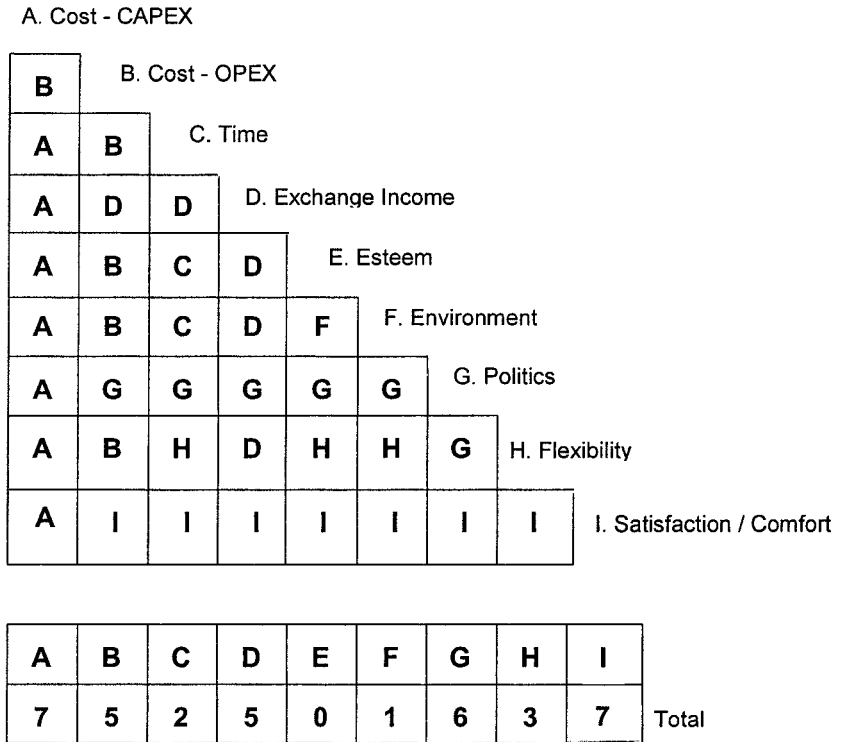 A. Cost - CAPEX
B B. Cost - OPEX
A B C. Time
A D D D. Exchange Income
A B C D E. Esteem
A B C D F F. Environment
A G G G G G G. Politics
A B H D H H G H. Flexibility
A I I I I I I I I. Satisfaction / Comfort
A B C D E F G H I
7 5 2 5 0 1 6 3 7 Total